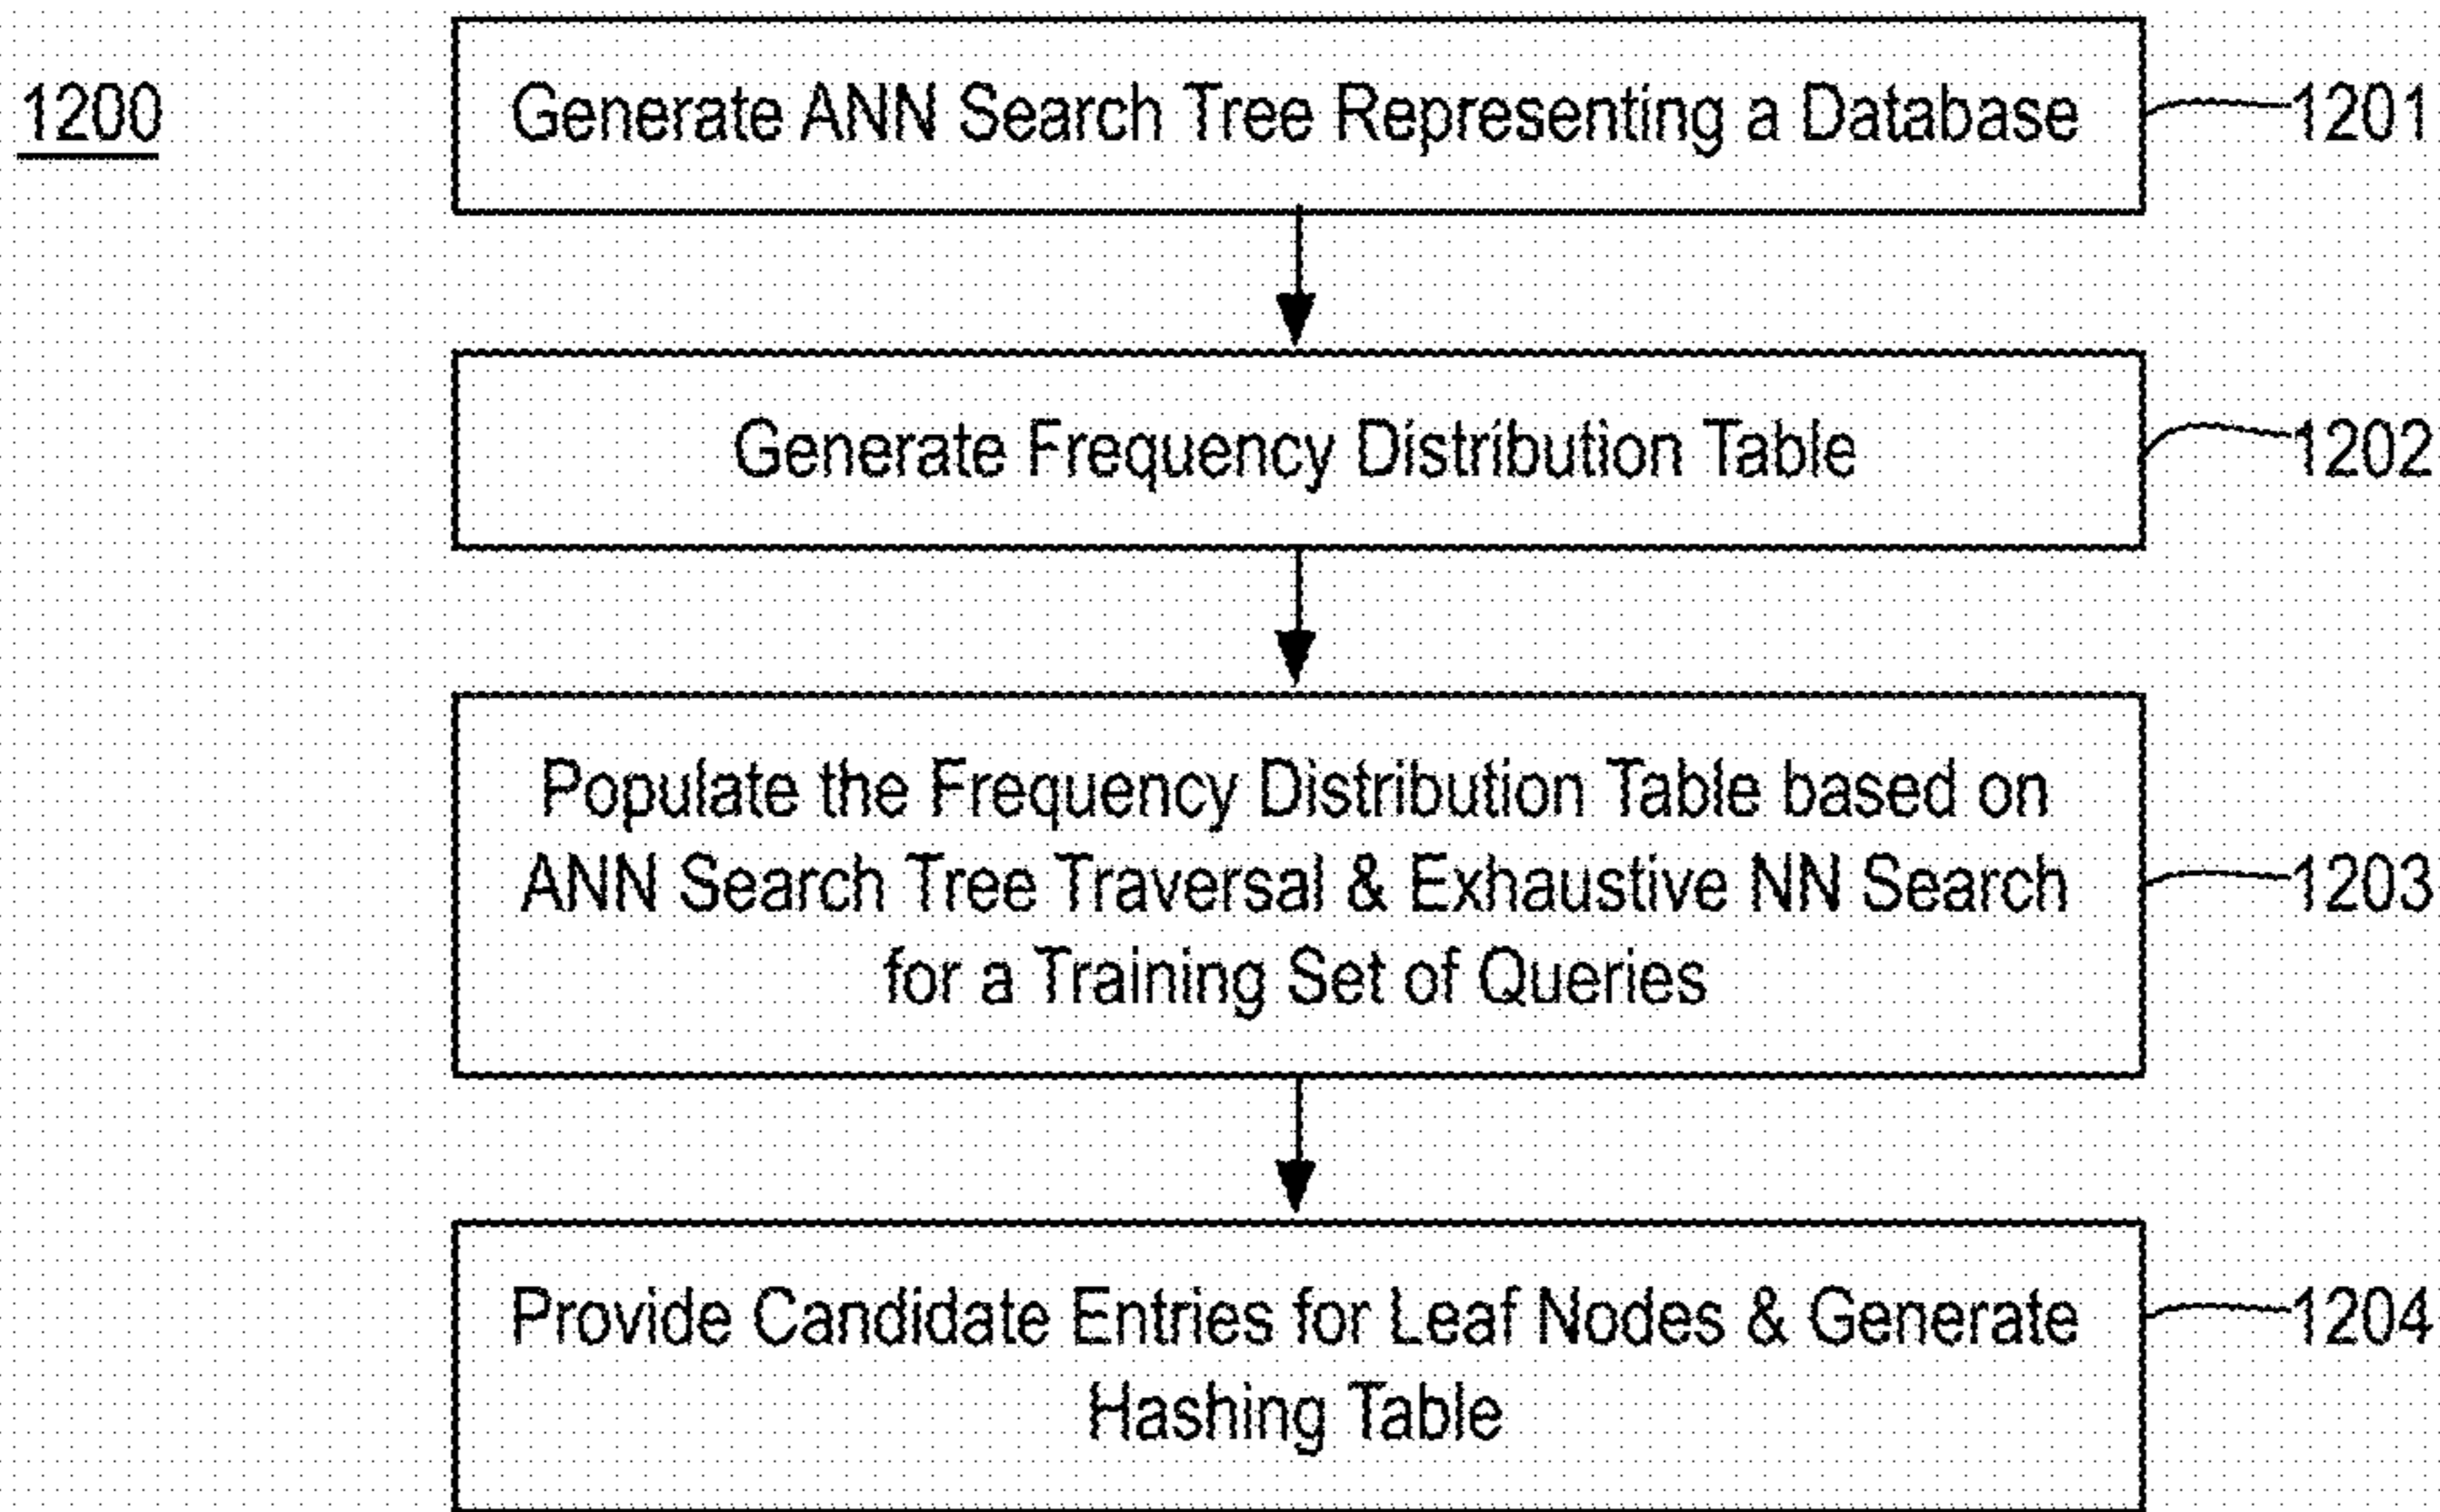 1200
Generate ANN Search Tree Representing a Database
1201
Generate Frequency Distribution Table
1202
Populate the Frequency Distribution Table based on
ANN Search Tree Traversal & Exhaustive NN Search
for a Training Set of Queries
1203
Provide Candidate Entries for Leaf Nodes & Generate
Hashing Table
1204